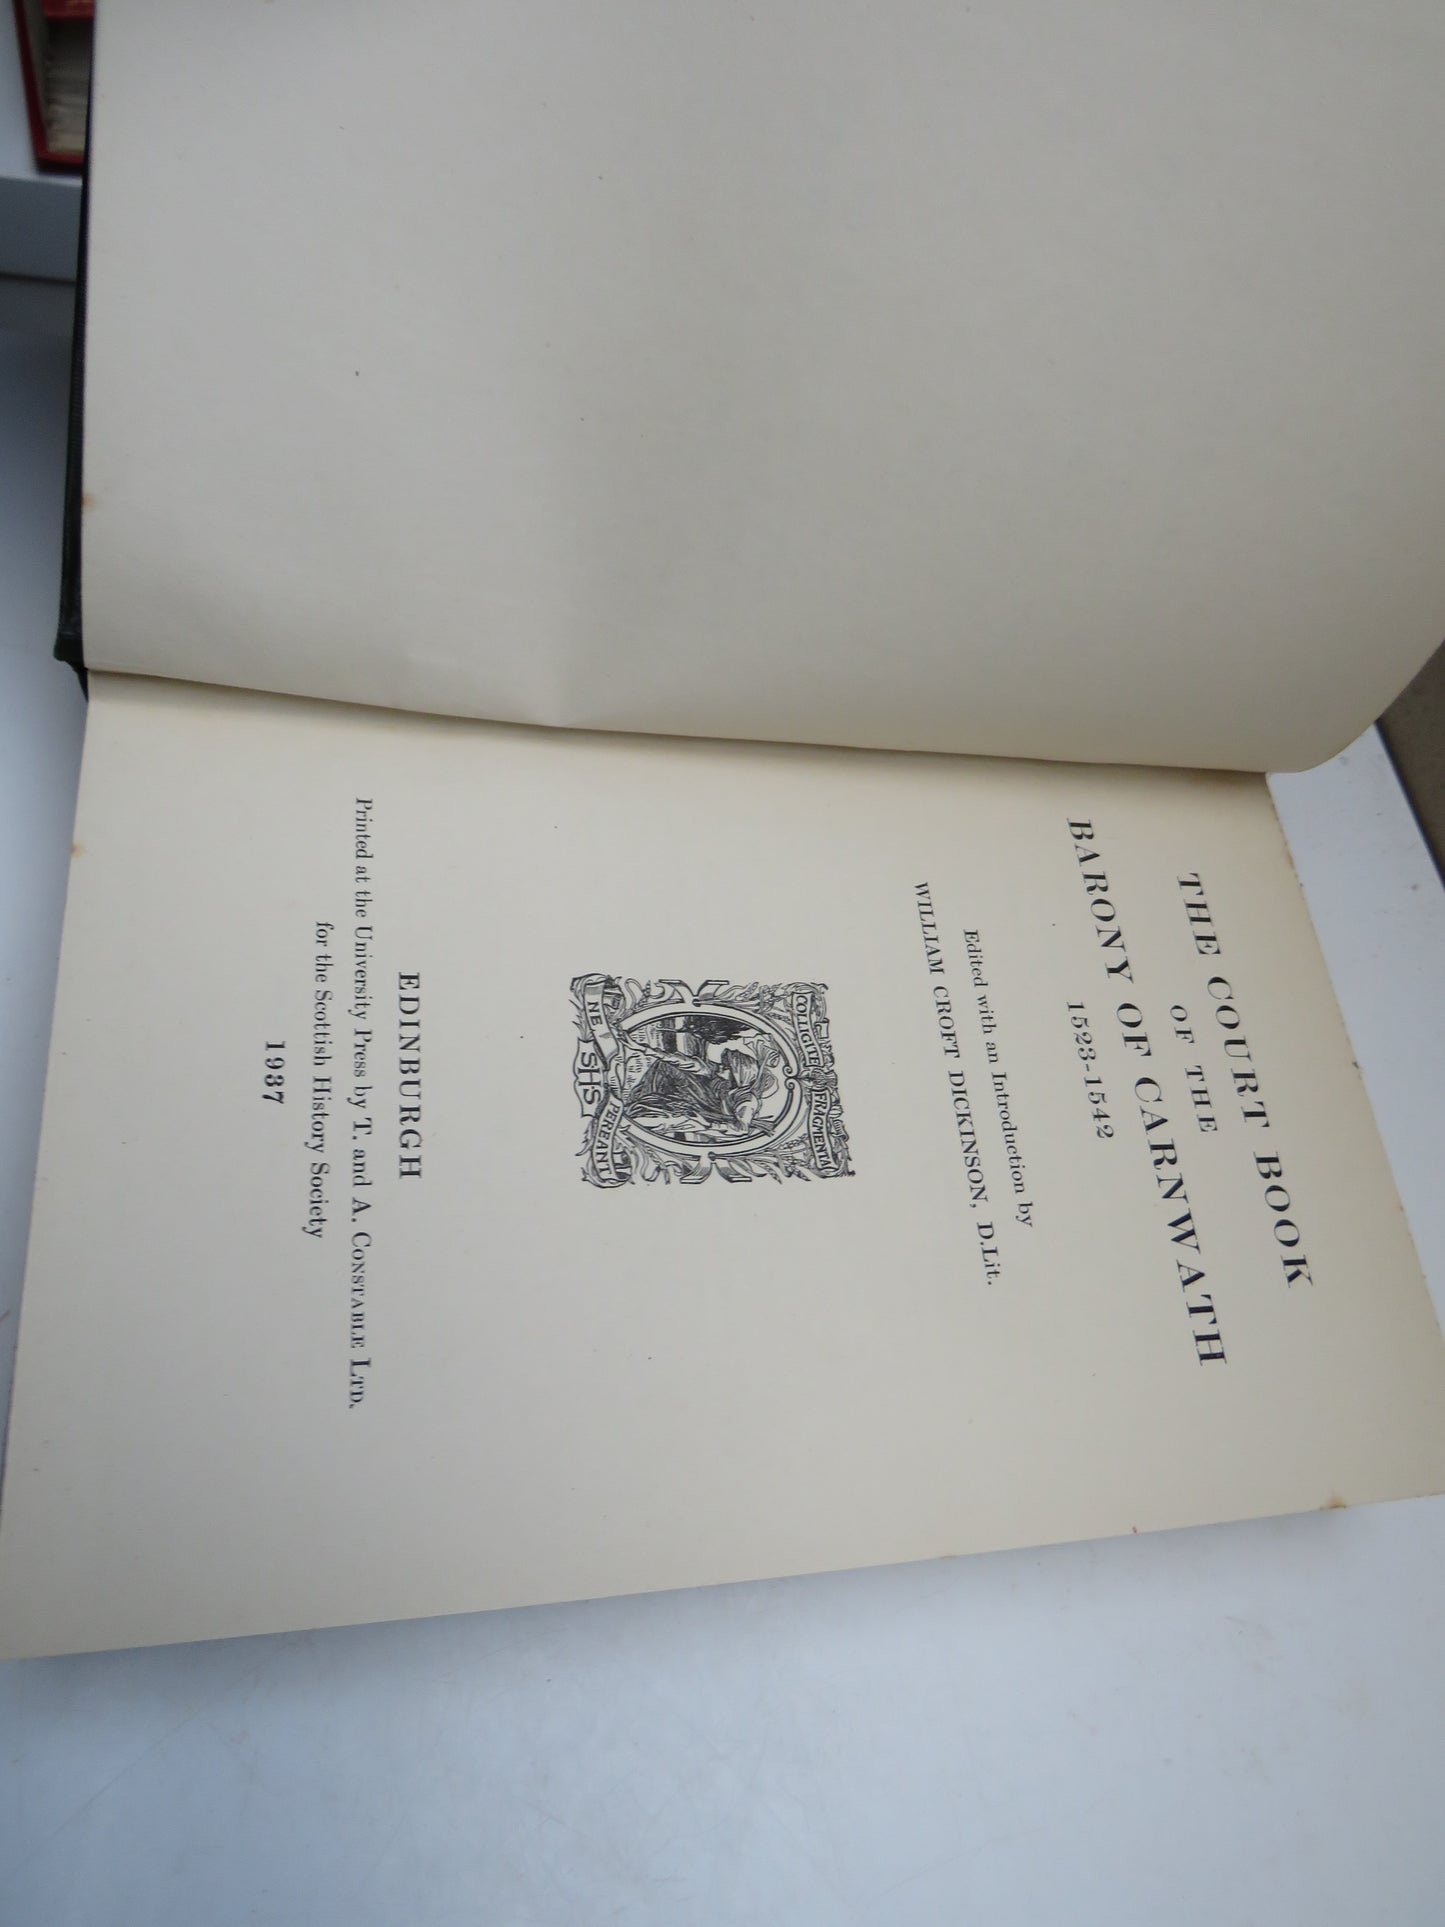 THE COURT BOOK
OF THE
BARONY OF CARNWATH
1523-1542
Edited with an Introduction by
WILLIAM CROFT DICKINSON, D.Lit.
COLLIGITE FRAGMENTA
NE PEREANT
SHS
EDINBURGH
Printed at the University Press by T. and A. CONSTABLE LTD.
for the Scottish History Society
1937